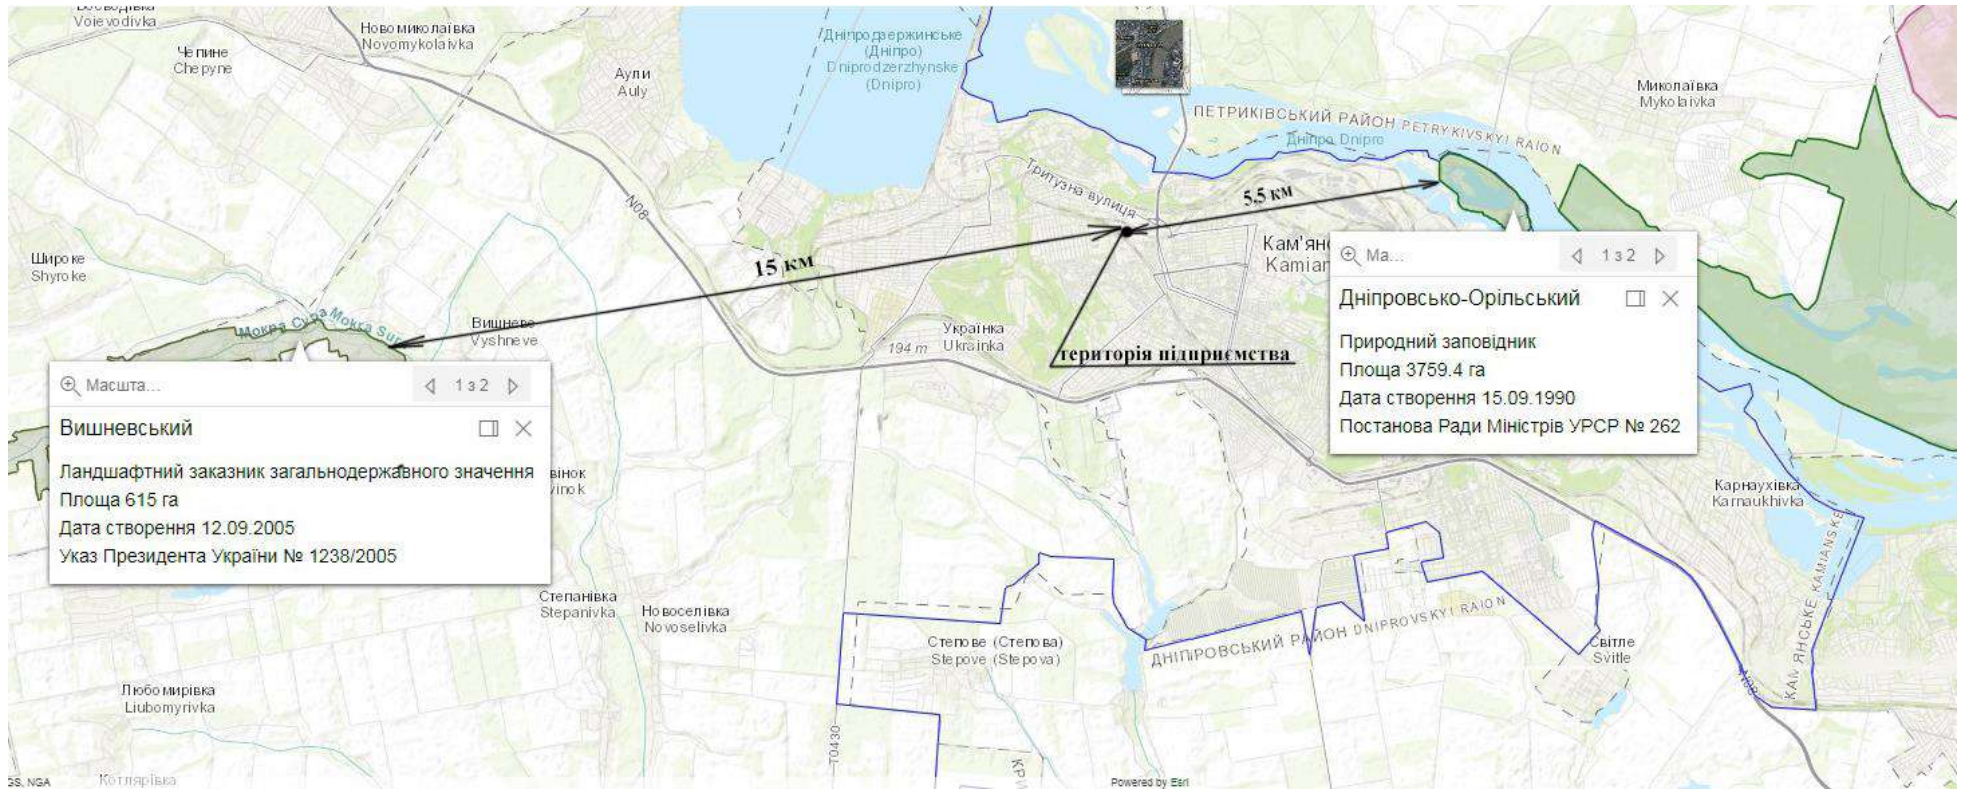 Voievodivka
Чепине
Chepyne
Новомиколаївка
Novomykolaivka
Аули
Auly
Дніпродзержинське
(Дніпро)
Dniprodzerzhynske
(Dnipro)
ПЕТРИКІВСЬКИЙ РАЙОН PETRYKIVSKYI RAION
Дніпро Dnipro
Миколаївка
Mykolaivka
N08
Тритузна вулиця
5.5 км
15 км
Широке
Shyroke
Мокра Сура Mokra Sura
Вишневе
Vyshneve
194 m
Українка
Ukrainka
територія підприємства
Кам'янс
Kamian
Ма...
1 з 2
Дніпровсько-Орільський
Природний заповідник
Площа 3759.4 га
Дата створення 15.09.1990
Постанова Ради Міністрів УРСР № 262
Масшта...
1 з 2
Вишневський
Ландшафтний заказник загальнодержавного значення
Площа 615 га
Дата створення 12.09.2005
Указ Президента України № 1238/2005
вінок
vinok
Карнаухівка
Karnaukhivka
Степанівка
Stepanivka
Новоселівка
Novoselivka
Степове (Степова)
Stepove (Stepova)
ДНІПРОВСЬКИЙ РАЙОН DNIPROVSKYI RAION
Світле
Svitle
КАМ'ЯНСЬКЕ KAMIANSKE
N08
Любомирівка
Liubomyrivka
T0430
КРИ
Котлярівка
GS, NGA
Powered by Esri